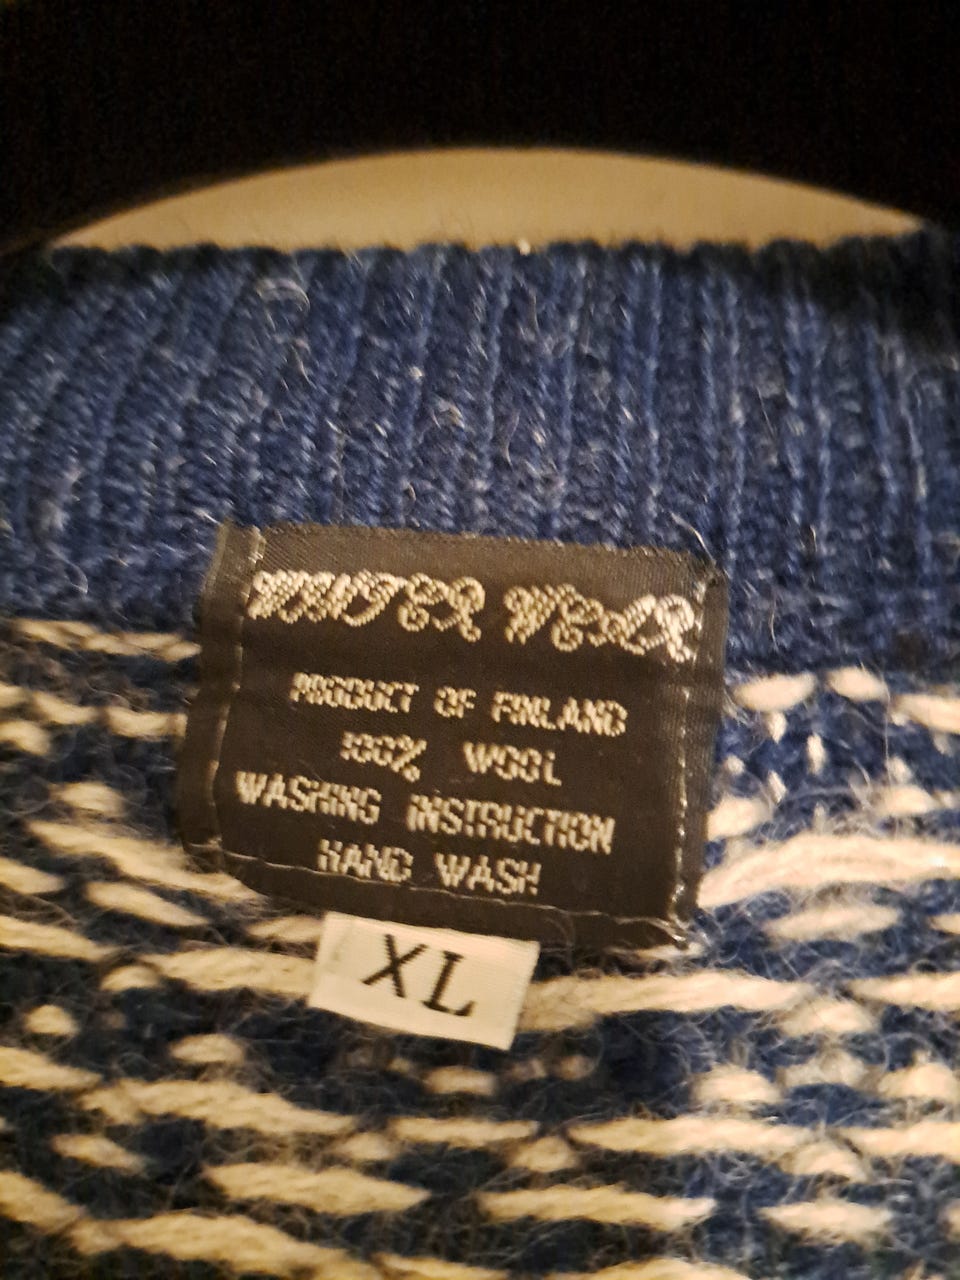 PRODUCT OF FINLAND
100% WOOL
WASHING INSTRUCTION
HAND WASH
XL